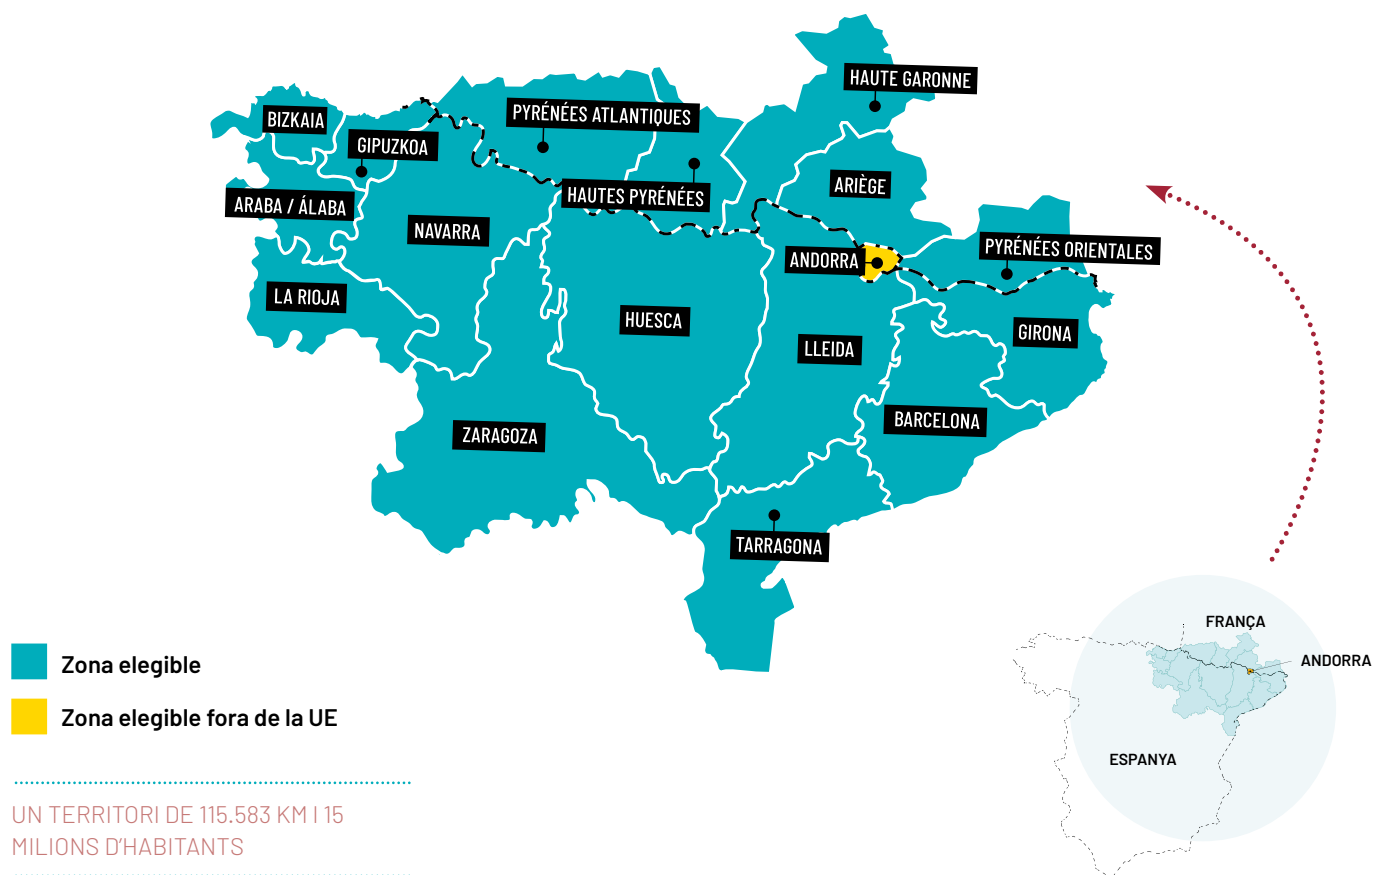 HAUTE GARONNE
PYRÉNÉES ATLANTIQUES
BIZKAIA
GIPUZKOA
ARIÈGE
HAUTES PYRÉNÉES
ARABA / ÁLABA
NAVARRA
PYRÉNÉES ORIENTALES
ANDORRA
LA RIOJA
HUESCA
GIRONA
LLEIDA
BARCELONA
ZARAGOZA
TARRAGONA
FRANÇA
ANDORRA
ESPANYA
Zona elegible
Zona elegible fora de la UE
UN TERRITORI DE 115.583 KM I 15
MILIONS D'HABITANTS